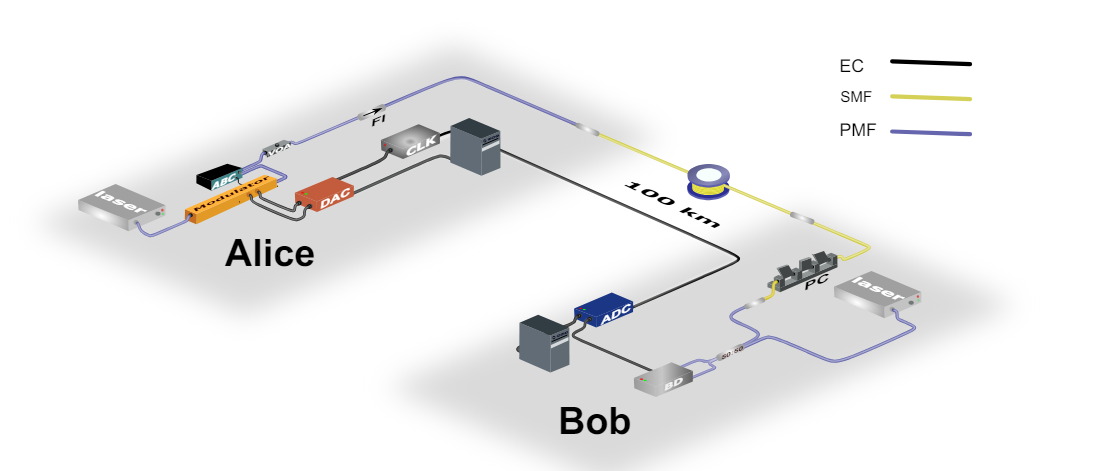 EC
SMF
PMF
FI
VOA
CLK
ABC
laser
Modulator
DAC
100 km
Alice
PC
laser
ADC
50:50
BD
Bob